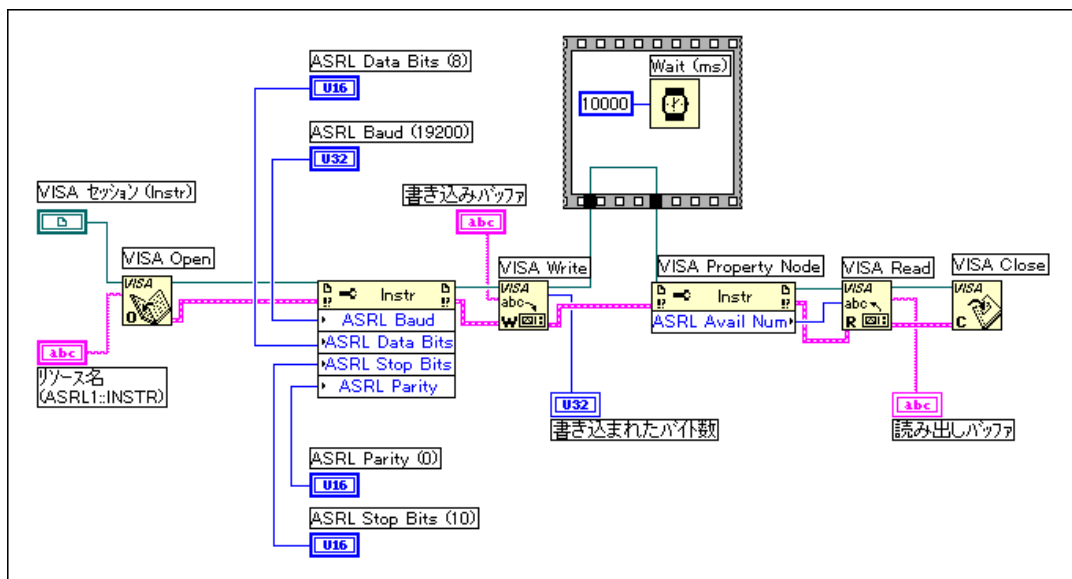 ASRL Data Bits (8)
U16
ASRL Baud (19200)
U32
Wait (ms)
10000
VISA セッション (Instr)
書き込みバッファ
abc
VISA Open
VISA
O
Instr
ASRL Baud
ASRL Data Bits
ASRL Stop Bits
ASRL Parity
VISA Write
VISA
abc
W
VISA Property Node
Instr
ASRL Avail Num
VISA Read
VISA
abc
R
VISA Close
VISA
C
abc
リソース名
(ASRL1::INSTR)
U32
書き込まれたバイト数
abc
読み出しバッファ
ASRL Parity (0)
U16
ASRL Stop Bits (10)
U16